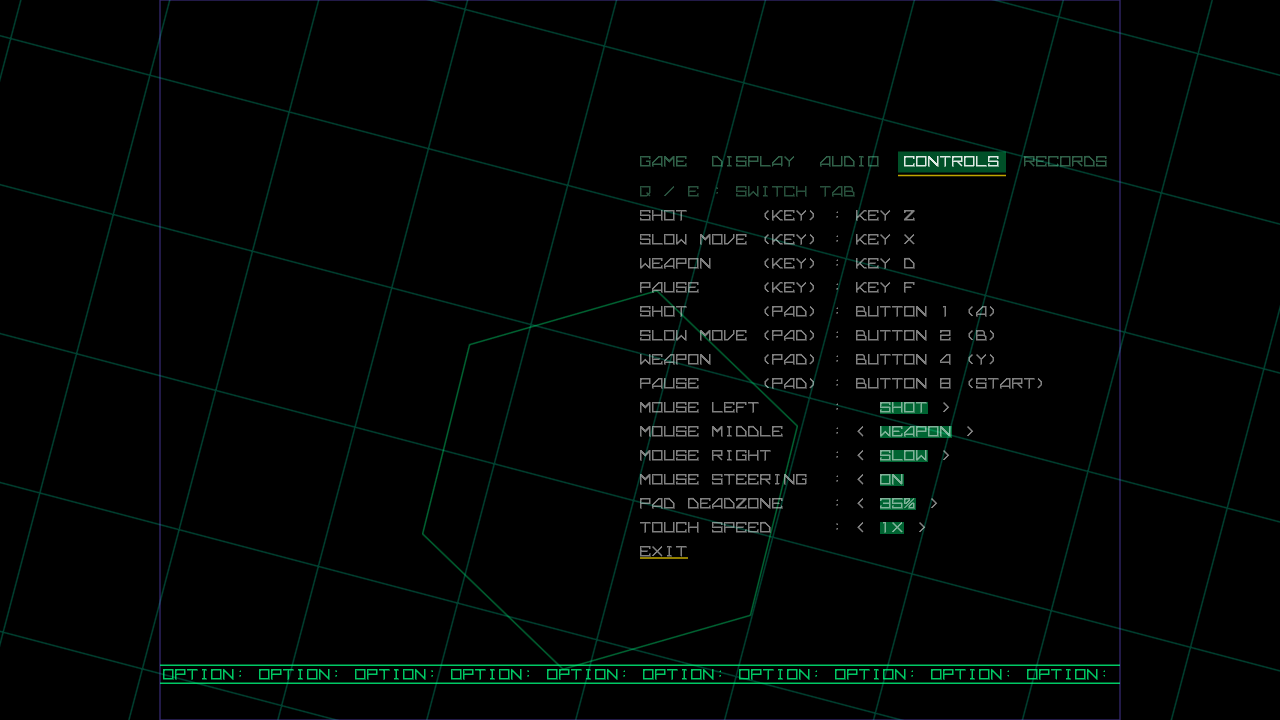 GAME DISPLAY AUDIO CONTROLS RECORDS
Q / E : SWITCH TAB
SHOT (KEY) : KEY Z
SLOW MOVE (KEY) : KEY X
WEAPON (KEY) : KEY D
PAUSE (KEY) : KEY F
SHOT (PAD) : BUTTON 1 (A)
SLOW MOVE (PAD) : BUTTON 2 (B)
WEAPON (PAD) : BUTTON 4 (Y)
PAUSE (PAD) : BUTTON 8 (START)
MOUSE LEFT : SHOT >
MOUSE MIDDLE : < WEAPON >
MOUSE RIGHT : < SLOW >
MOUSE STEERING : < ON
PAD DEADZONE : < 35% >
TOUCH SPEED : < 1X >
EXIT
OPTION: OPTION: OPTION: OPTION: OPTION: OPTION: OPTION: OPTION: OPTION: OPTION: